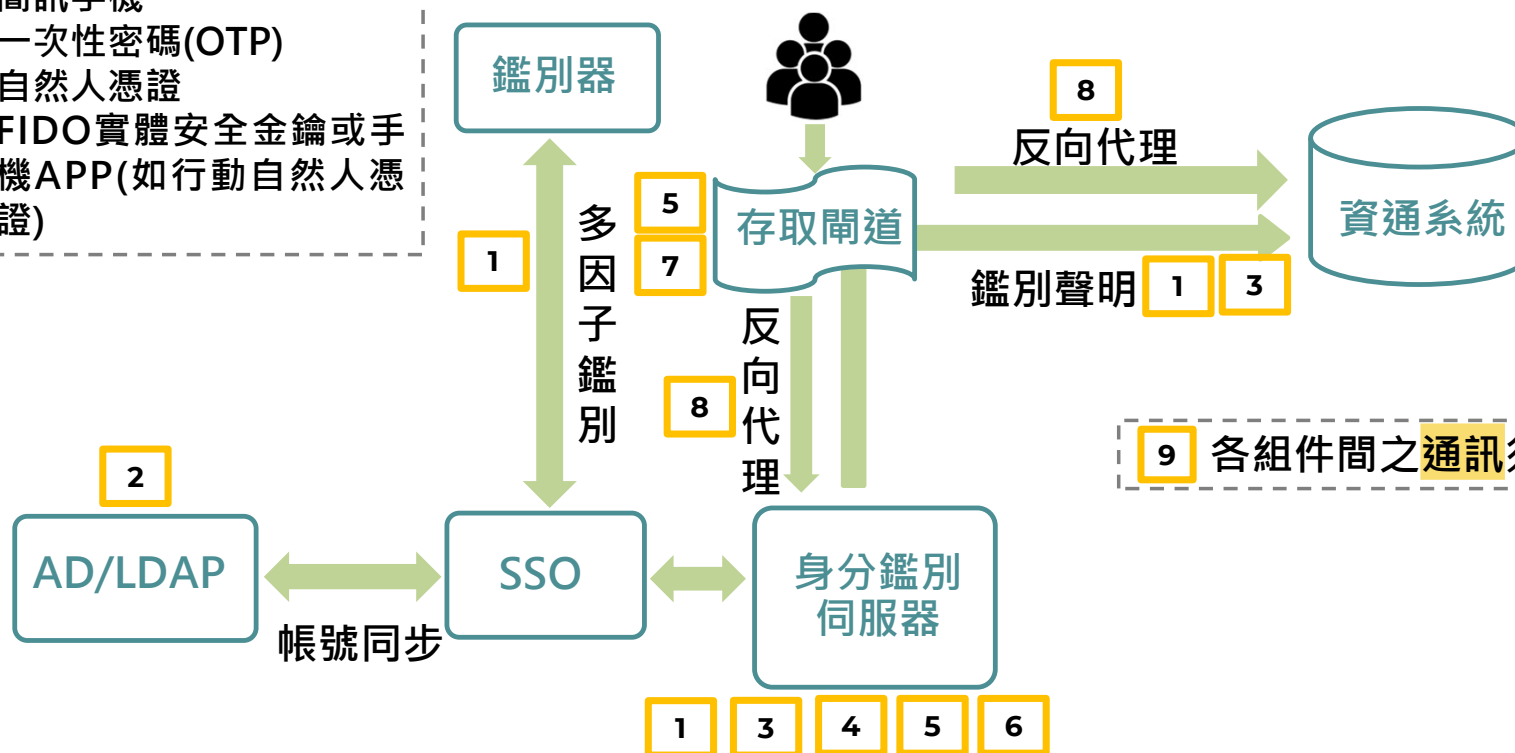 簡訊手機
一次性密碼(OTP)
自然人憑證
FIDO實體安全金鑰或手
機APP(如行動自然人憑
證)
鑑別器
8
反向代理
資通系統
5
7
存取閘道
1
多因子鑑別
鑑別聲明
1
3
反向代理
8
9
各組件間之通訊
2
AD/LDAP
帳號同步
SSO
身分鑑別
伺服器
1
3
4
5
6